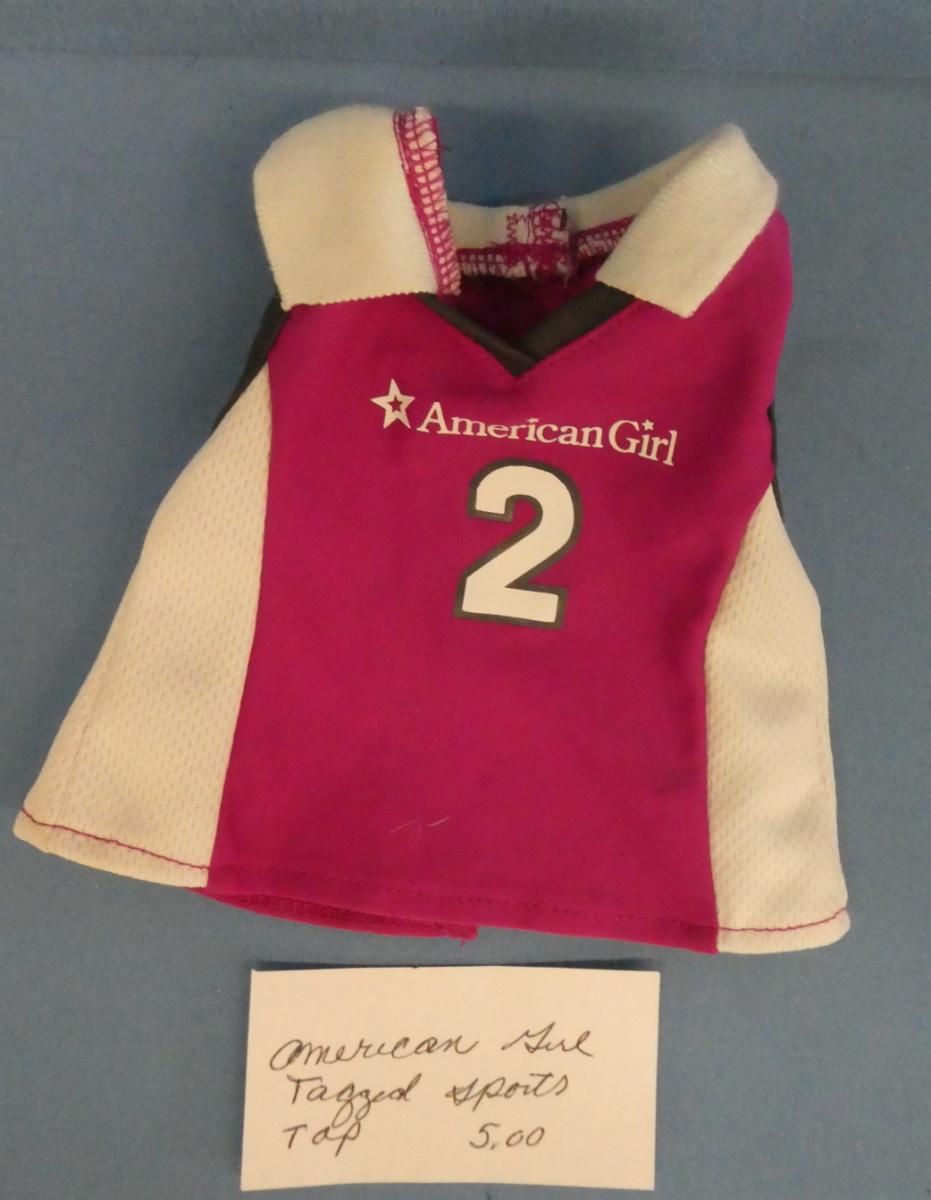 American Girl
2
American Girl
Tagged sports
Top 5.00